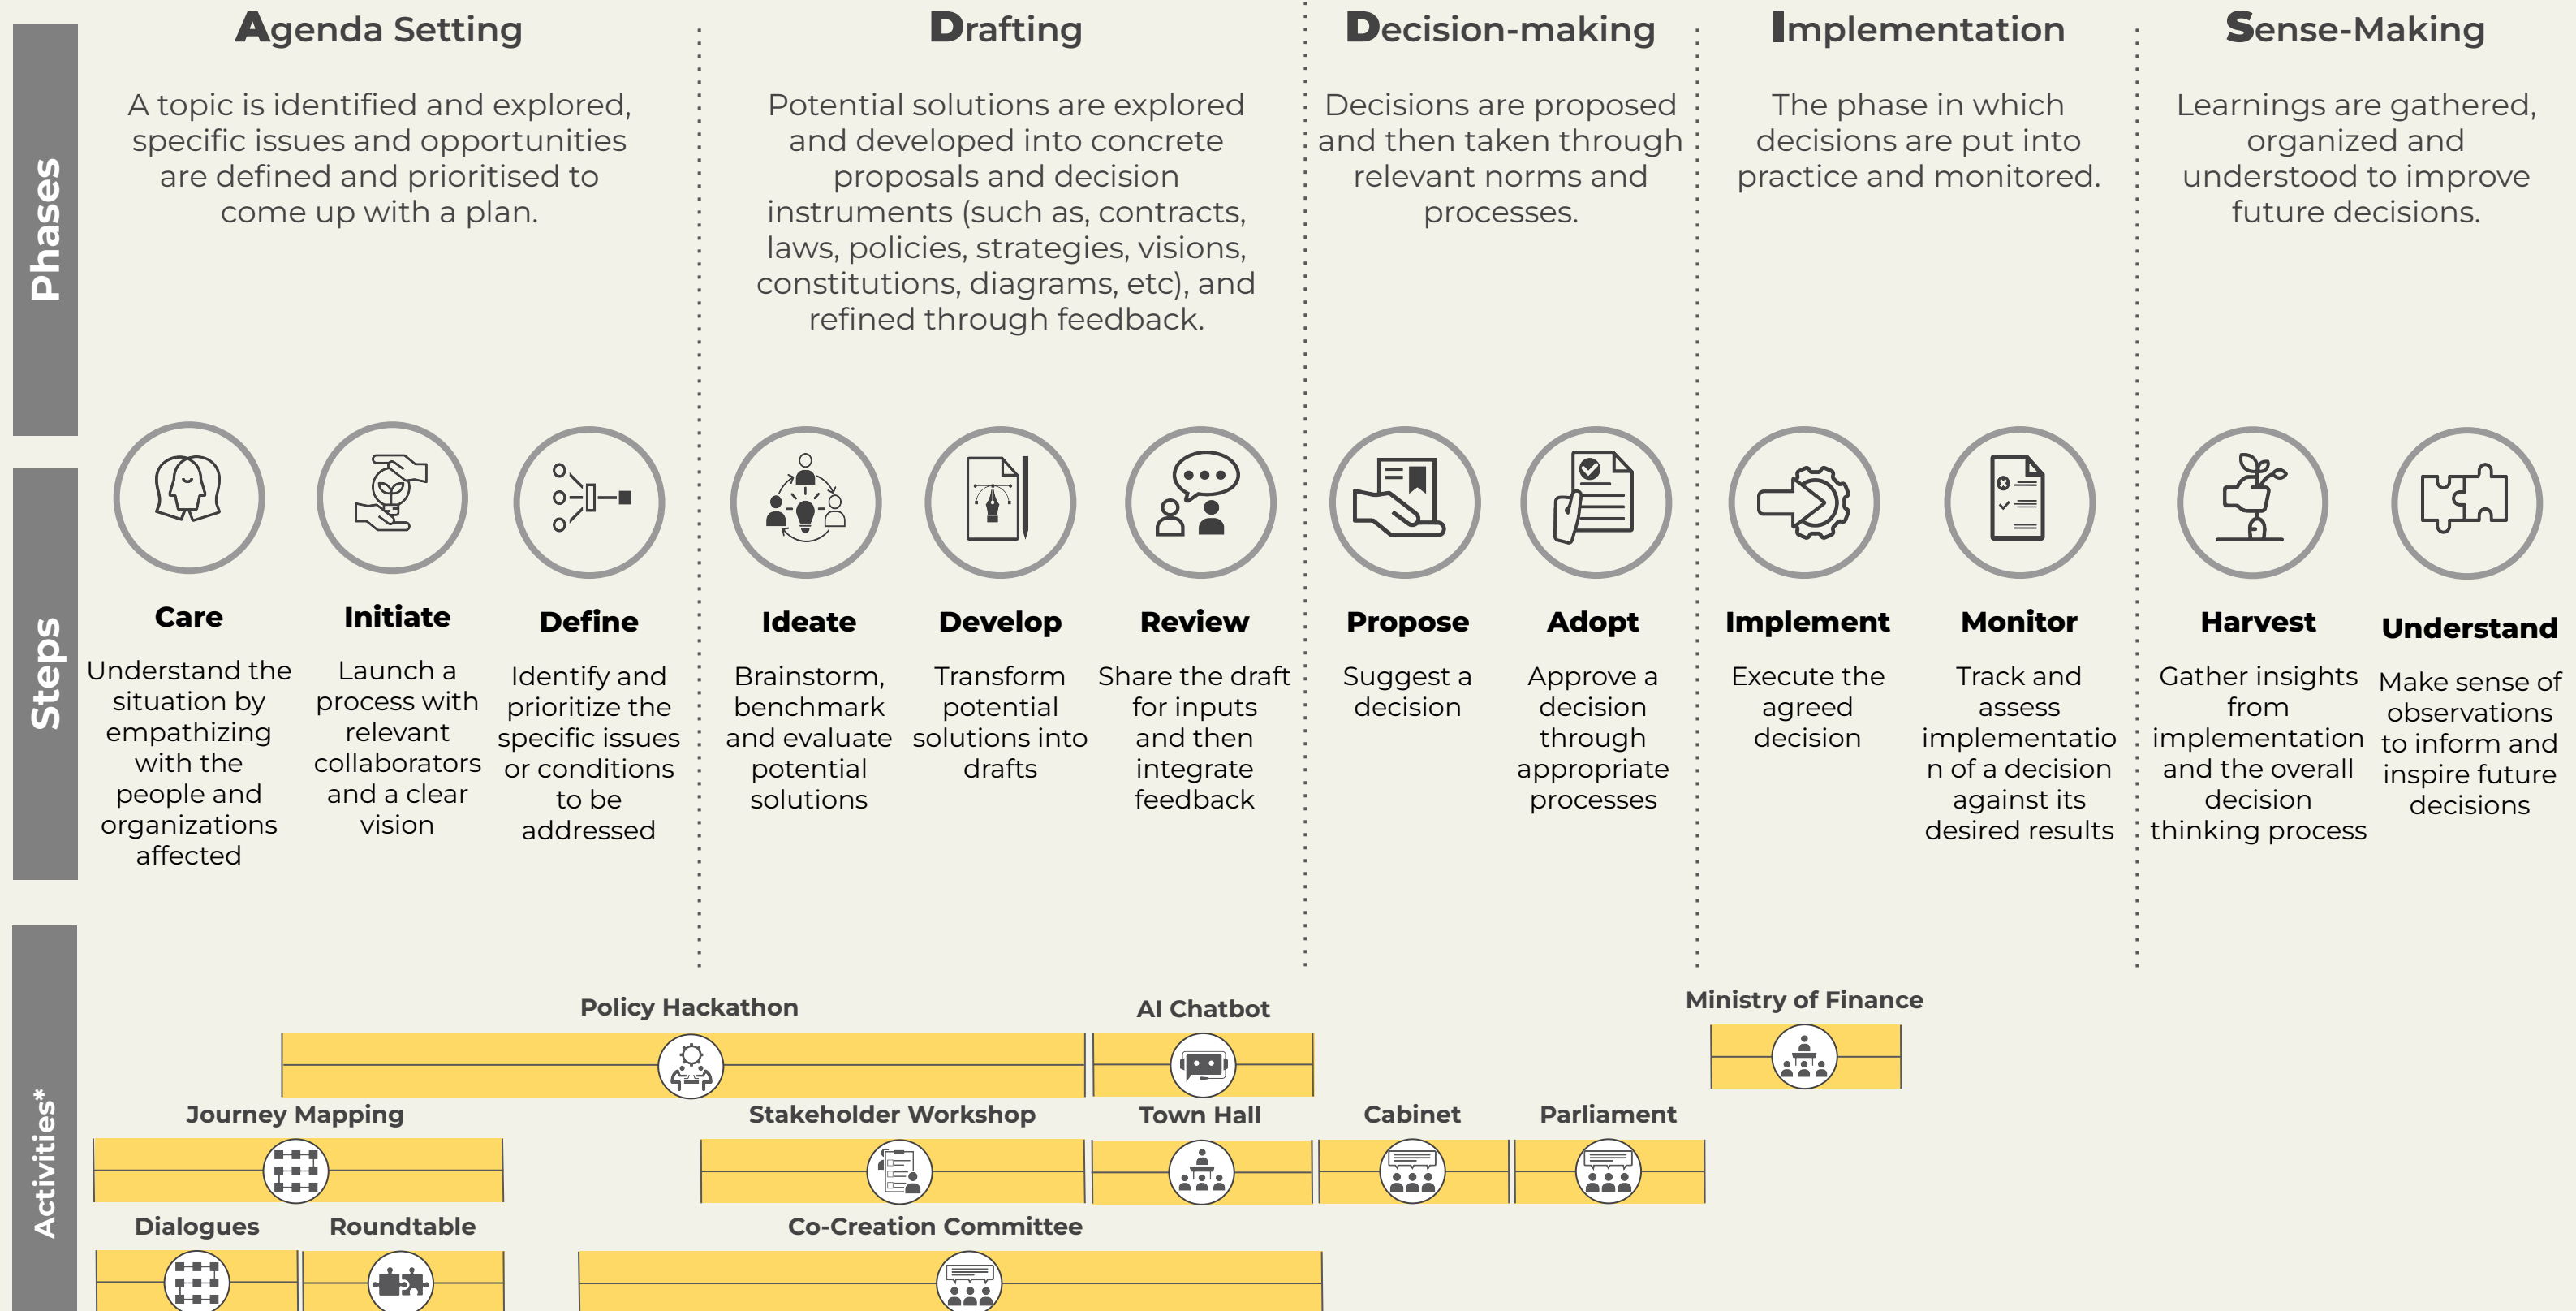 Phases
Agenda Setting
A topic is identified and explored,
specific issues and opportunities
are defined and prioritised to
come up with a plan.
Drafting
Potential solutions are explored
and developed into concrete
proposals and decision
instruments (such as, contracts,
laws, policies, strategies, visions,
constitutions, diagrams, etc), and
refined through feedback.
Decision-making
Decisions are proposed
and then taken through
relevant norms and
processes.
Implementation
The phase in which
decisions are put into
practice and monitored.
Sense-Making
Learnings are gathered,
organized and
understood to improve
future decisions.
Steps
Care
Understand the
situation by
empathizing
with the
people and
organizations
affected
Initiate
Launch a
process with
relevant
collaborators
and a clear
vision
Define
Identify and
prioritize the
specific issues
or conditions
to be
addressed
Ideate
Brainstorm,
benchmark
and evaluate
potential
solutions
Develop
Transform
potential
solutions into
drafts
Review
Share the draft
for inputs
and then
integrate
feedback
Propose
Suggest a
decision
Adopt
Approve a
decision
through
appropriate
processes
Implement
Execute the
agreed
decision
Monitor
Track and
assess
implementatio
n of a decision
against its
desired results
Harvest
Gather insights
from
implementation
and the overall
decision
thinking process
Understand
Make sense of
observations
to inform and
inspire future
decisions
Activities*
Policy Hackathon
AI Chatbot
Ministry of Finance
Journey Mapping
Stakeholder Workshop
Town Hall
Cabinet
Parliament
Dialogues
Roundtable
Co-Creation Committee